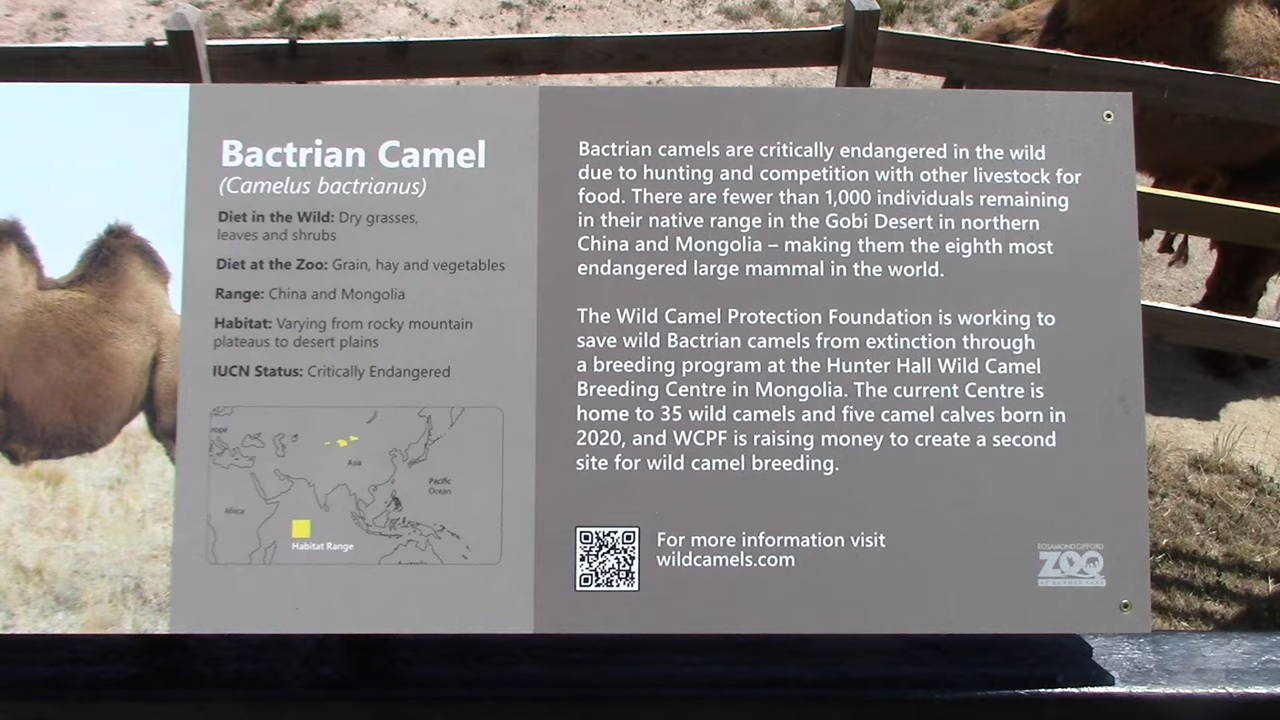 Bactrian Camel
(Camelus bactrianus)
Diet in the Wild: Dry grasses,
leaves and shrubs
Diet at the Zoo: Grain, hay and vegetables
Range: China and Mongolia
Habitat: Varying from rocky mountain
plateaus to desert plains
IUCN Status: Critically Endangered
rope
Asia
Pacific
Ocean
Africa
Habitat Range
Bactrian camels are critically endangered in the wild
due to hunting and competition with other livestock for
food. There are fewer than 1,000 individuals remaining
in their native range in the Gobi Desert in northern
China and Mongolia – making them the eighth most
endangered large mammal in the world.
The Wild Camel Protection Foundation is working to
save wild Bactrian camels from extinction through
a breeding program at the Hunter Hall Wild Camel
Breeding Centre in Mongolia. The current Centre is
home to 35 wild camels and five camel calves born in
2020, and WCPF is raising money to create a second
site for wild camel breeding.
For more information visit
wildcamels.com
ROSAMOND GIFFORD
ZOO
AT BURNET PARK